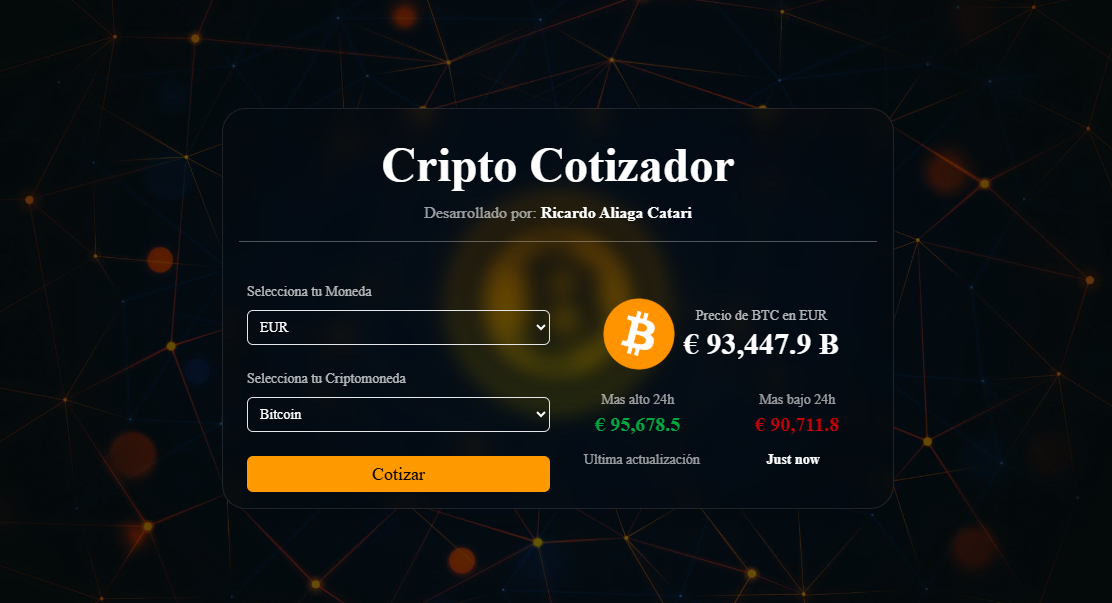 Cripto Cotizador
Desarrollado por: Ricardo Aliaga Catari
Selecciona tu Moneda
EUR
Selecciona tu Criptomoneda
Bitcoin
Cotizar
Precio de BTC en EUR
€ 93,447.9 Ƀ
Mas alto 24h
€ 95,678.5
Mas bajo 24h
€ 90,711.8
Ultima actualización
Just now